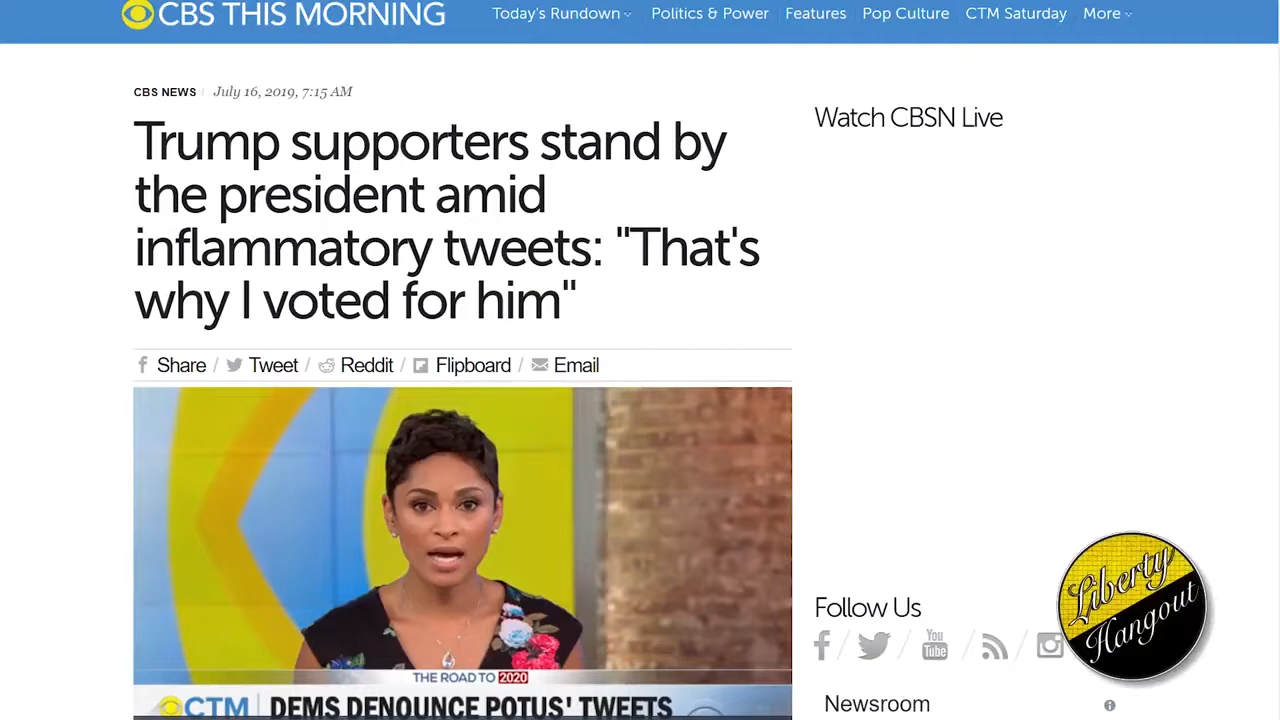 CBS THIS MORNING
Today's Rundown
Politics & Power
Features
Pop Culture
CTM Saturday
More
CBS NEWS
July 16, 2019, 7:15 AM
Trump supporters stand by
the president amid
inflammatory tweets: "That's
why I voted for him"
Share / Tweet / Reddit / Flipboard / Email
THE ROAD TO 2020
CTM
DEMS DENOUNCE POTUS' TWEETS
Watch CBSN Live
Follow Us
You
Tube
Liberty
Hangout
Newsroom